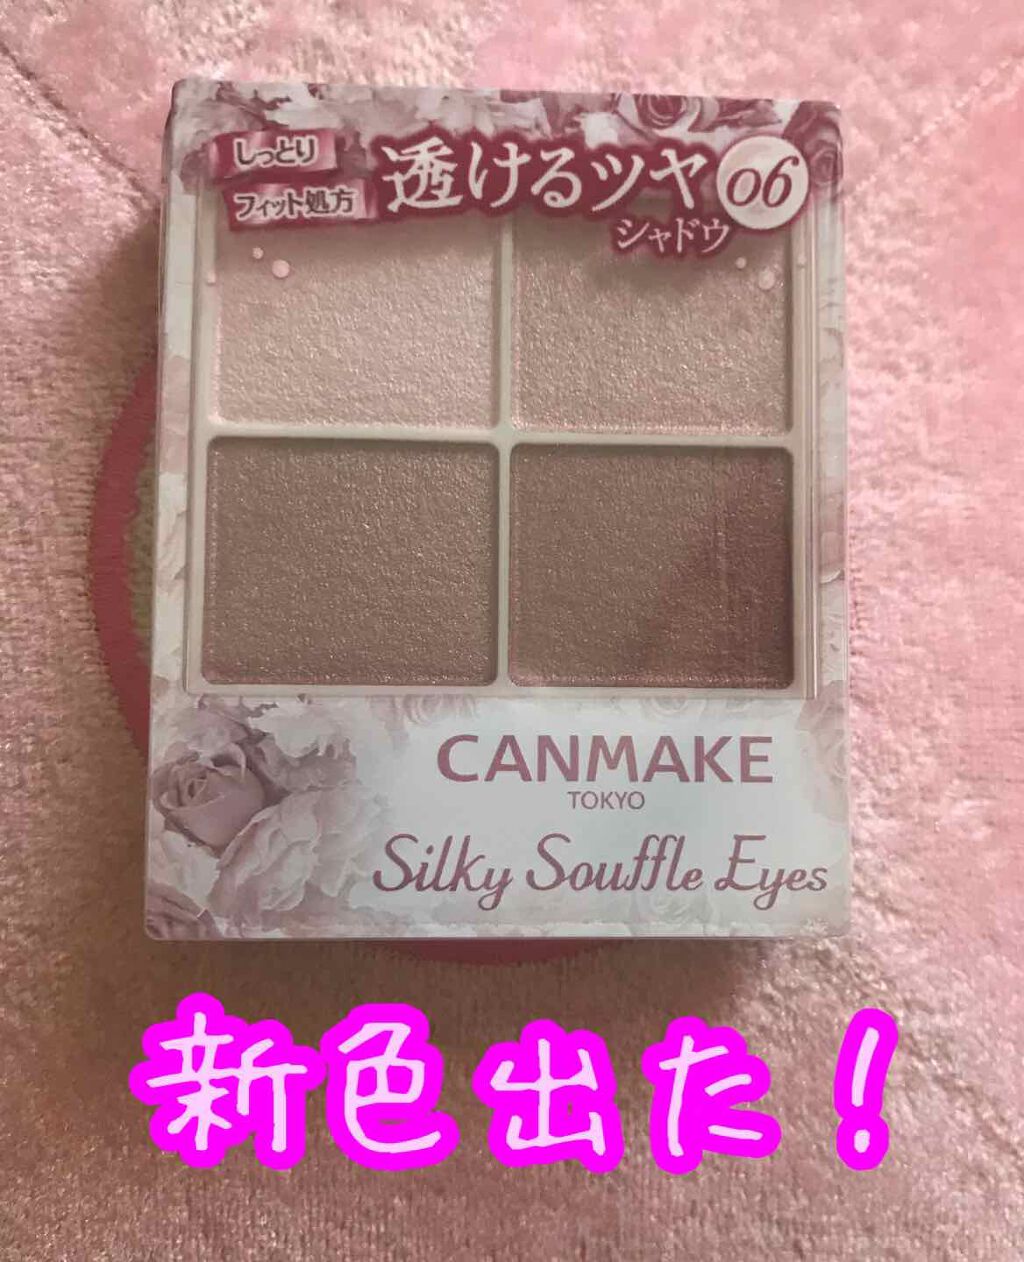 しっとり
フィット処方
透けるツヤ
シャドウ
06
CANMAKE
TOKYO
Silky Souffle Eyes
新色出た！